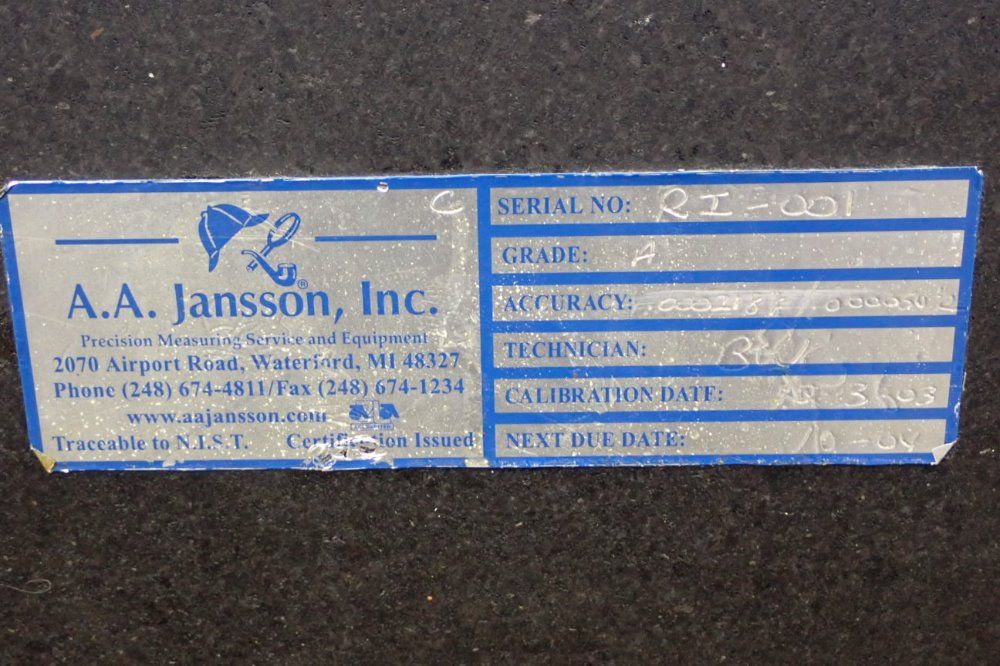 C
®
A.A. Jansson, Inc.
Precision Measuring Service and Equipment
2070 Airport Road, Waterford, MI 48327
Phone (248) 674-4811/Fax (248) 674-1234
www.aajansson.com
Traceable to N.I.S.T. Certification Issued
SERIAL NO: RI-001
GRADE: A
ACCURACY:
TECHNICIAN:
CALIBRATION DATE:
NEXT DUE DATE: 10-04